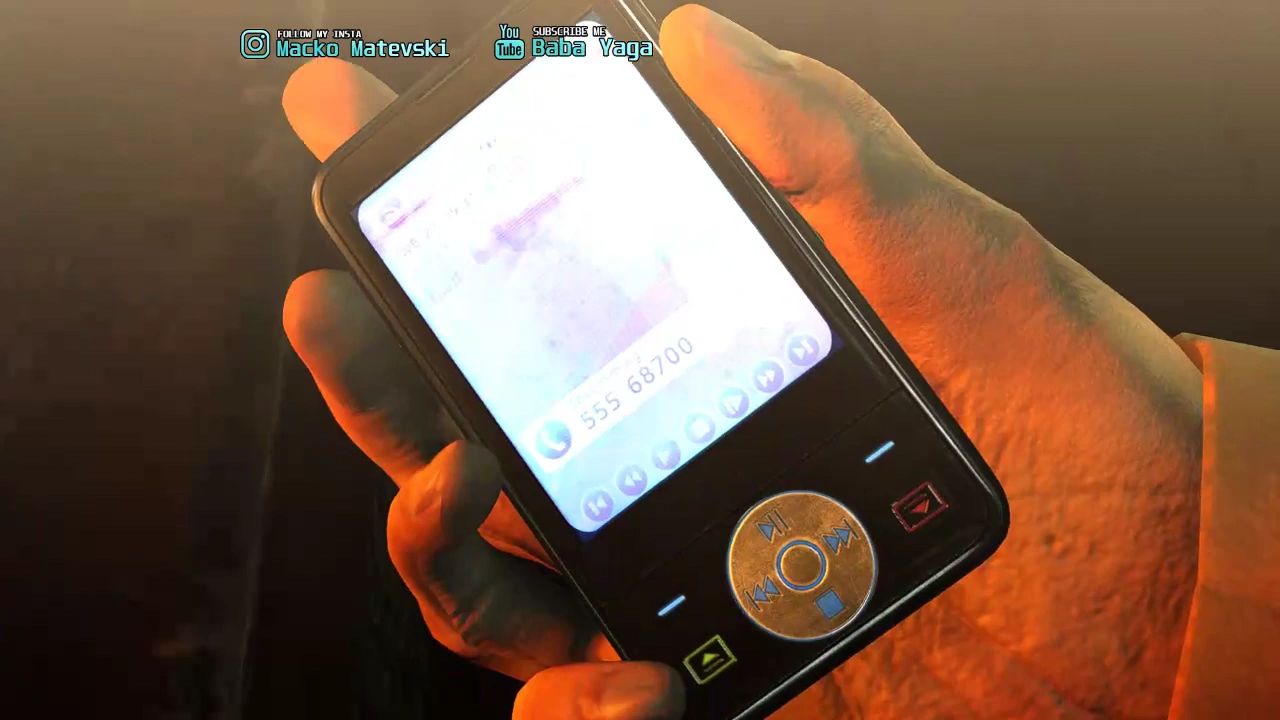 FOLLOW MY INSTA
Macko Matevski
You Tube
SUBSCRIBE ME
Baba Yaga
555 68700